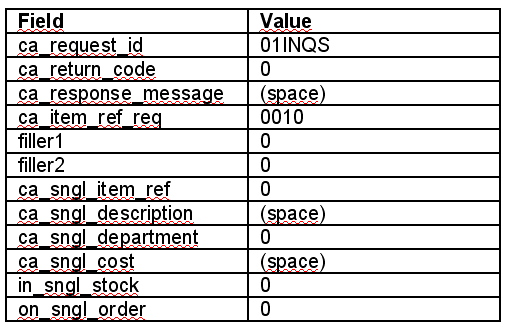 Field Value
ca_request_id 01INQS
ca_return_code 0
ca_response_message (space)
ca_item_ref_req 0010
filler1 0
filler2 0
ca_sngl_item_ref 0
ca_sngl_description (space)
ca_sngl_department 0
ca_sngl_cost (space)
in_sngl_stock 0
on_sngl_order 0